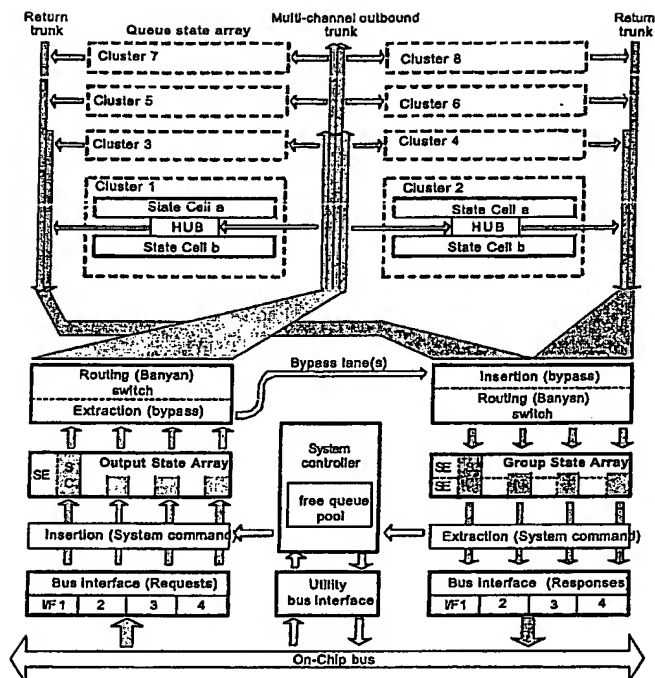 Return trunk
Queue state array
Multi-channel outbound trunk
Return trunk
Cluster 7
Cluster 8
Cluster 5
Cluster 6
Cluster 3
Cluster 4
Cluster 1
State Cell a
HUB
State Cell b
Cluster 2
State Cell a
HUB
State Cell b
Routing (Banyan) switch
Extraction (bypass)
Bypass lane(s)
Insertion (bypass)
Routing (Banyan) switch
SE
S
C
Output State Array
System controller
free queue pool
SE
SE
Group State Array
Insertion (System command)
Extraction (System command)
Bus interface (Requests)
I/F1 2 3 4
Utility bus interface
Bus interface (Responses
I/F1 2 3 4
On-Chip bus